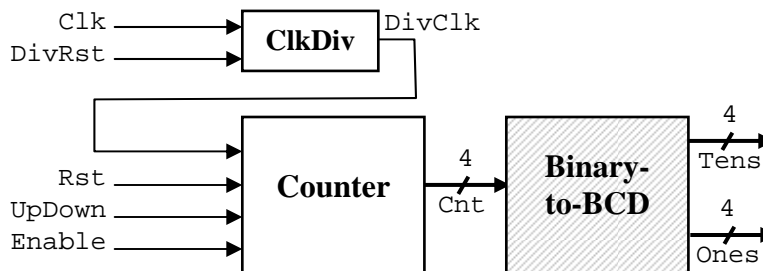 Clk
DivRst
ClkDiv
DivClk
Rst
UpDown
Enable
Counter
4
Cnt
Binary-
to-BCD
4
Tens
4
Ones